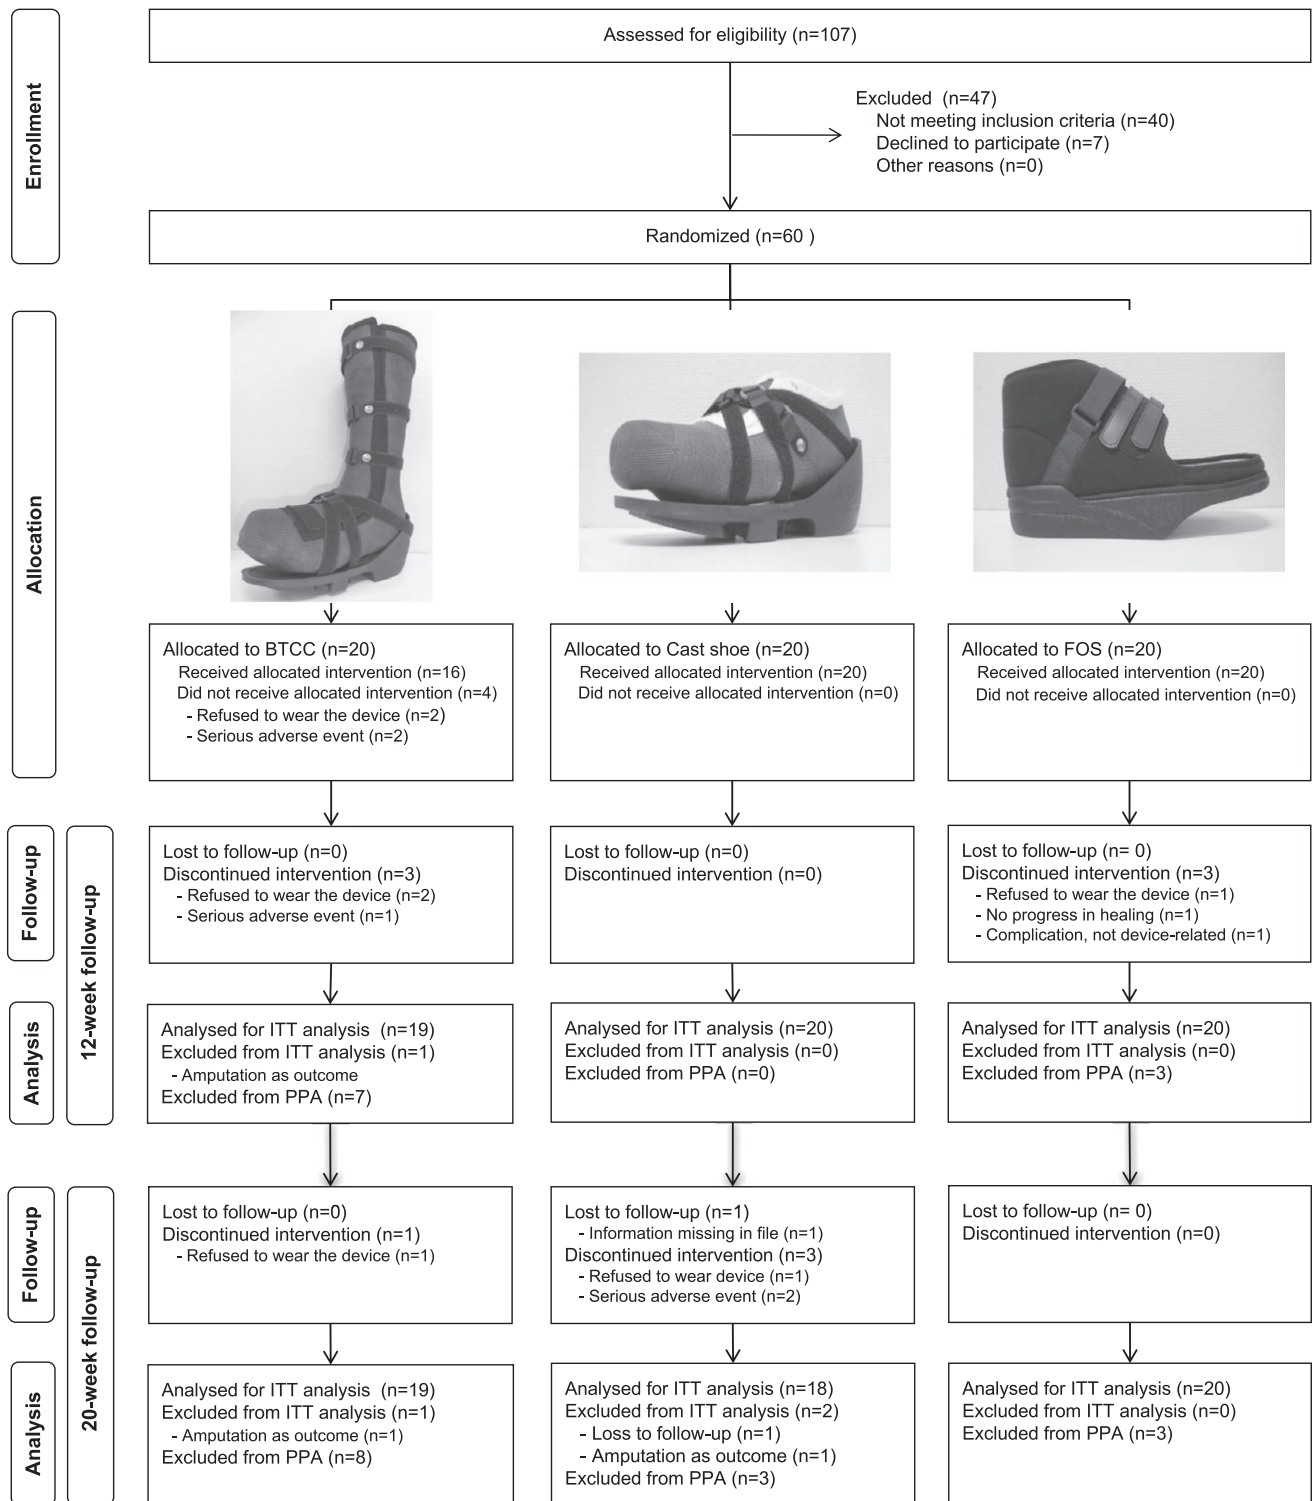 Enrollment
Assessed for eligibility (n=107)
Excluded (n=47)
Not meeting inclusion criteria (n=40)
Declined to participate (n=7)
Other reasons (n=0)
Randomized (n=60 )
Allocation
Allocated to BTCC (n=20)
Received allocated intervention (n=16)
Did not receive allocated intervention (n=4)
- Refused to wear the device (n=2)
- Serious adverse event (n=2)
Allocated to Cast shoe (n=20)
Received allocated intervention (n=20)
Did not receive allocated intervention (n=0)
Allocated to FOS (n=20)
Received allocated intervention (n=20)
Did not receive allocated intervention (n=0)
12-week follow-up
Follow-up
Lost to follow-up (n=0)
Discontinued intervention (n=3)
- Refused to wear the device (n=2)
- Serious adverse event (n=1)
Lost to follow-up (n=0)
Discontinued intervention (n=0)
Lost to follow-up (n= 0)
Discontinued intervention (n=3)
- Refused to wear the device (n=1)
- No progress in healing (n=1)
- Complication, not device-related (n=1)
Analysis
Analysed for ITT analysis (n=19)
Excluded from ITT analysis (n=1)
- Amputation as outcome
Excluded from PPA (n=7)
Analysed for ITT analysis (n=20)
Excluded from ITT analysis (n=0)
Excluded from PPA (n=0)
Analysed for ITT analysis (n=20)
Excluded from ITT analysis (n=0)
Excluded from PPA (n=3)
20-week follow-up
Follow-up
Lost to follow-up (n=0)
Discontinued intervention (n=1)
- Refused to wear the device (n=1)
Lost to follow-up (n=1)
- Information missing in file (n=1)
Discontinued intervention (n=3)
- Refused to wear device (n=1)
- Serious adverse event (n=2)
Lost to follow-up (n= 0)
Discontinued intervention (n=0)
Analysis
Analysed for ITT analysis (n=19)
Excluded from ITT analysis (n=1)
- Amputation as outcome (n=1)
Excluded from PPA (n=8)
Analysed for ITT analysis (n=18)
Excluded from ITT analysis (n=2)
- Loss to follow-up (n=1)
- Amputation as outcome (n=1)
Excluded from PPA (n=3)
Analysed for ITT analysis (n=20)
Excluded from ITT analysis (n=0)
Excluded from PPA (n=3)